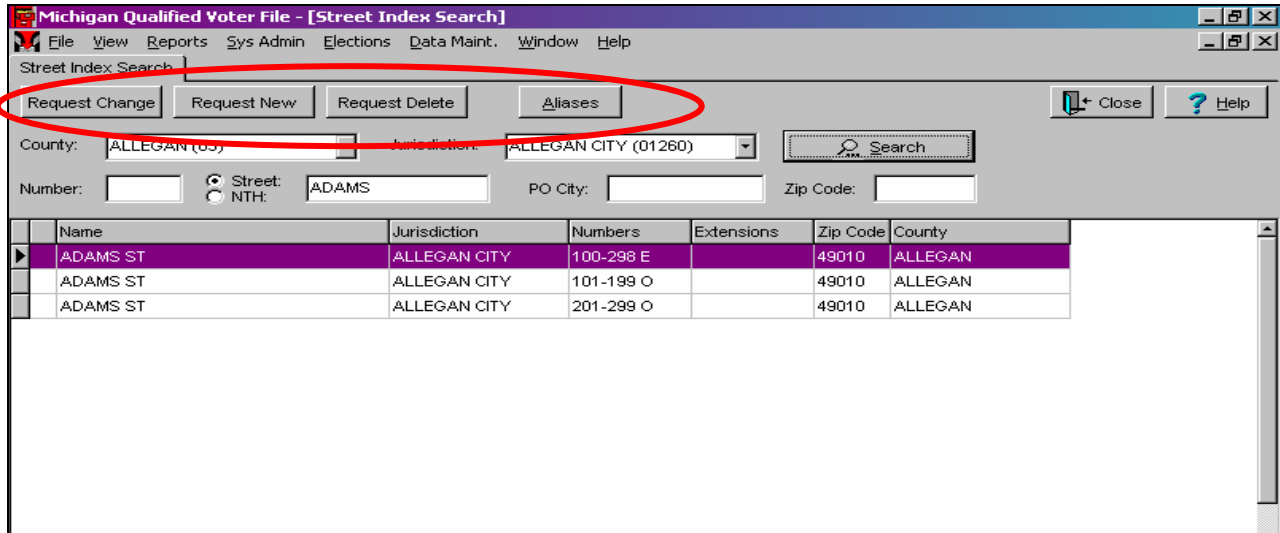 Michigan Qualified Voter File - [Street Index Search]
File View Reports Sys Admin Elections Data Maint. Window Help
Street Index Search
Request Change Request New Request Delete Aliases Close Help
County: ALLEGAN (03) Jurisdiction: ALLEGAN CITY (01260) Search
Number: Street: NTH: ADAMS PO City: Zip Code:
Name Jurisdiction Numbers Extensions Zip Code County
ADAMS ST ALLEGAN CITY 100-298 E 49010 ALLEGAN
ADAMS ST ALLEGAN CITY 101-199 O 49010 ALLEGAN
ADAMS ST ALLEGAN CITY 201-299 O 49010 ALLEGAN